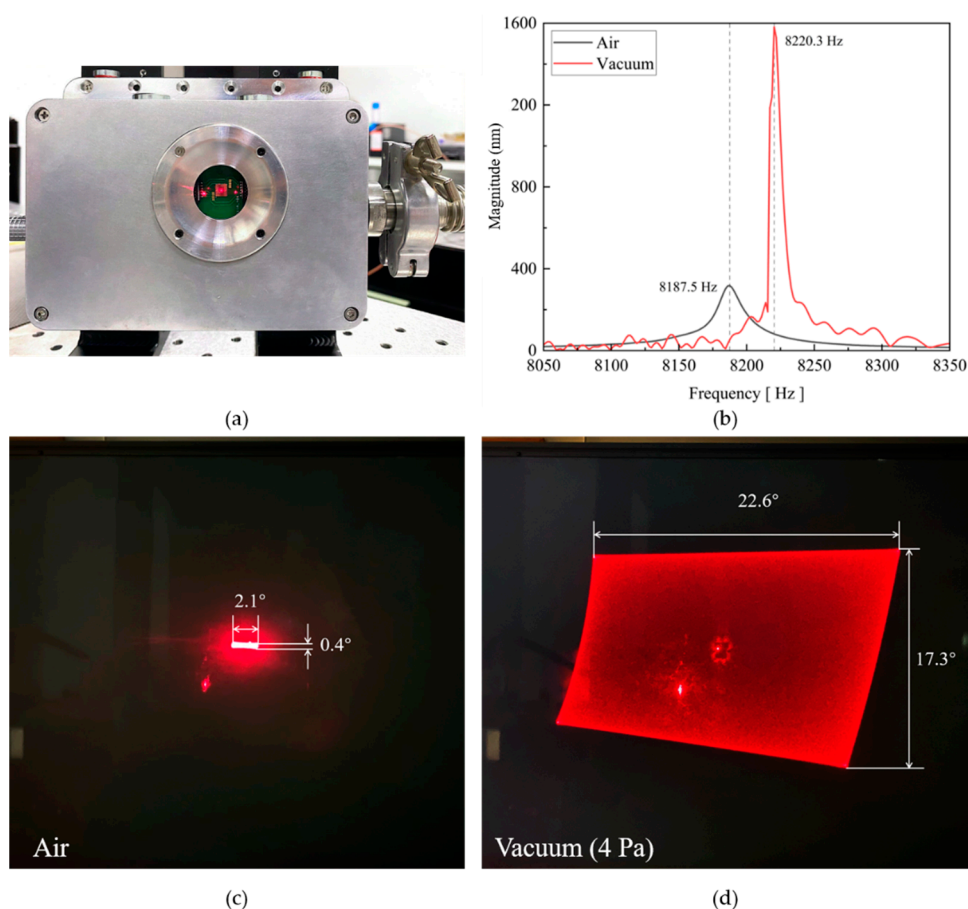 1600
Air
Vacuum
8220.3 Hz
1200
Magnitude (nm)
800
400
8187.5 Hz
0
8050 8100 8150 8200 8250 8300 8350
Frequency [ Hz ]
(a)
(b)
2.1°
0.4°
Air
22.6°
17.3°
Vacuum (4 Pa)
(c)
(d)